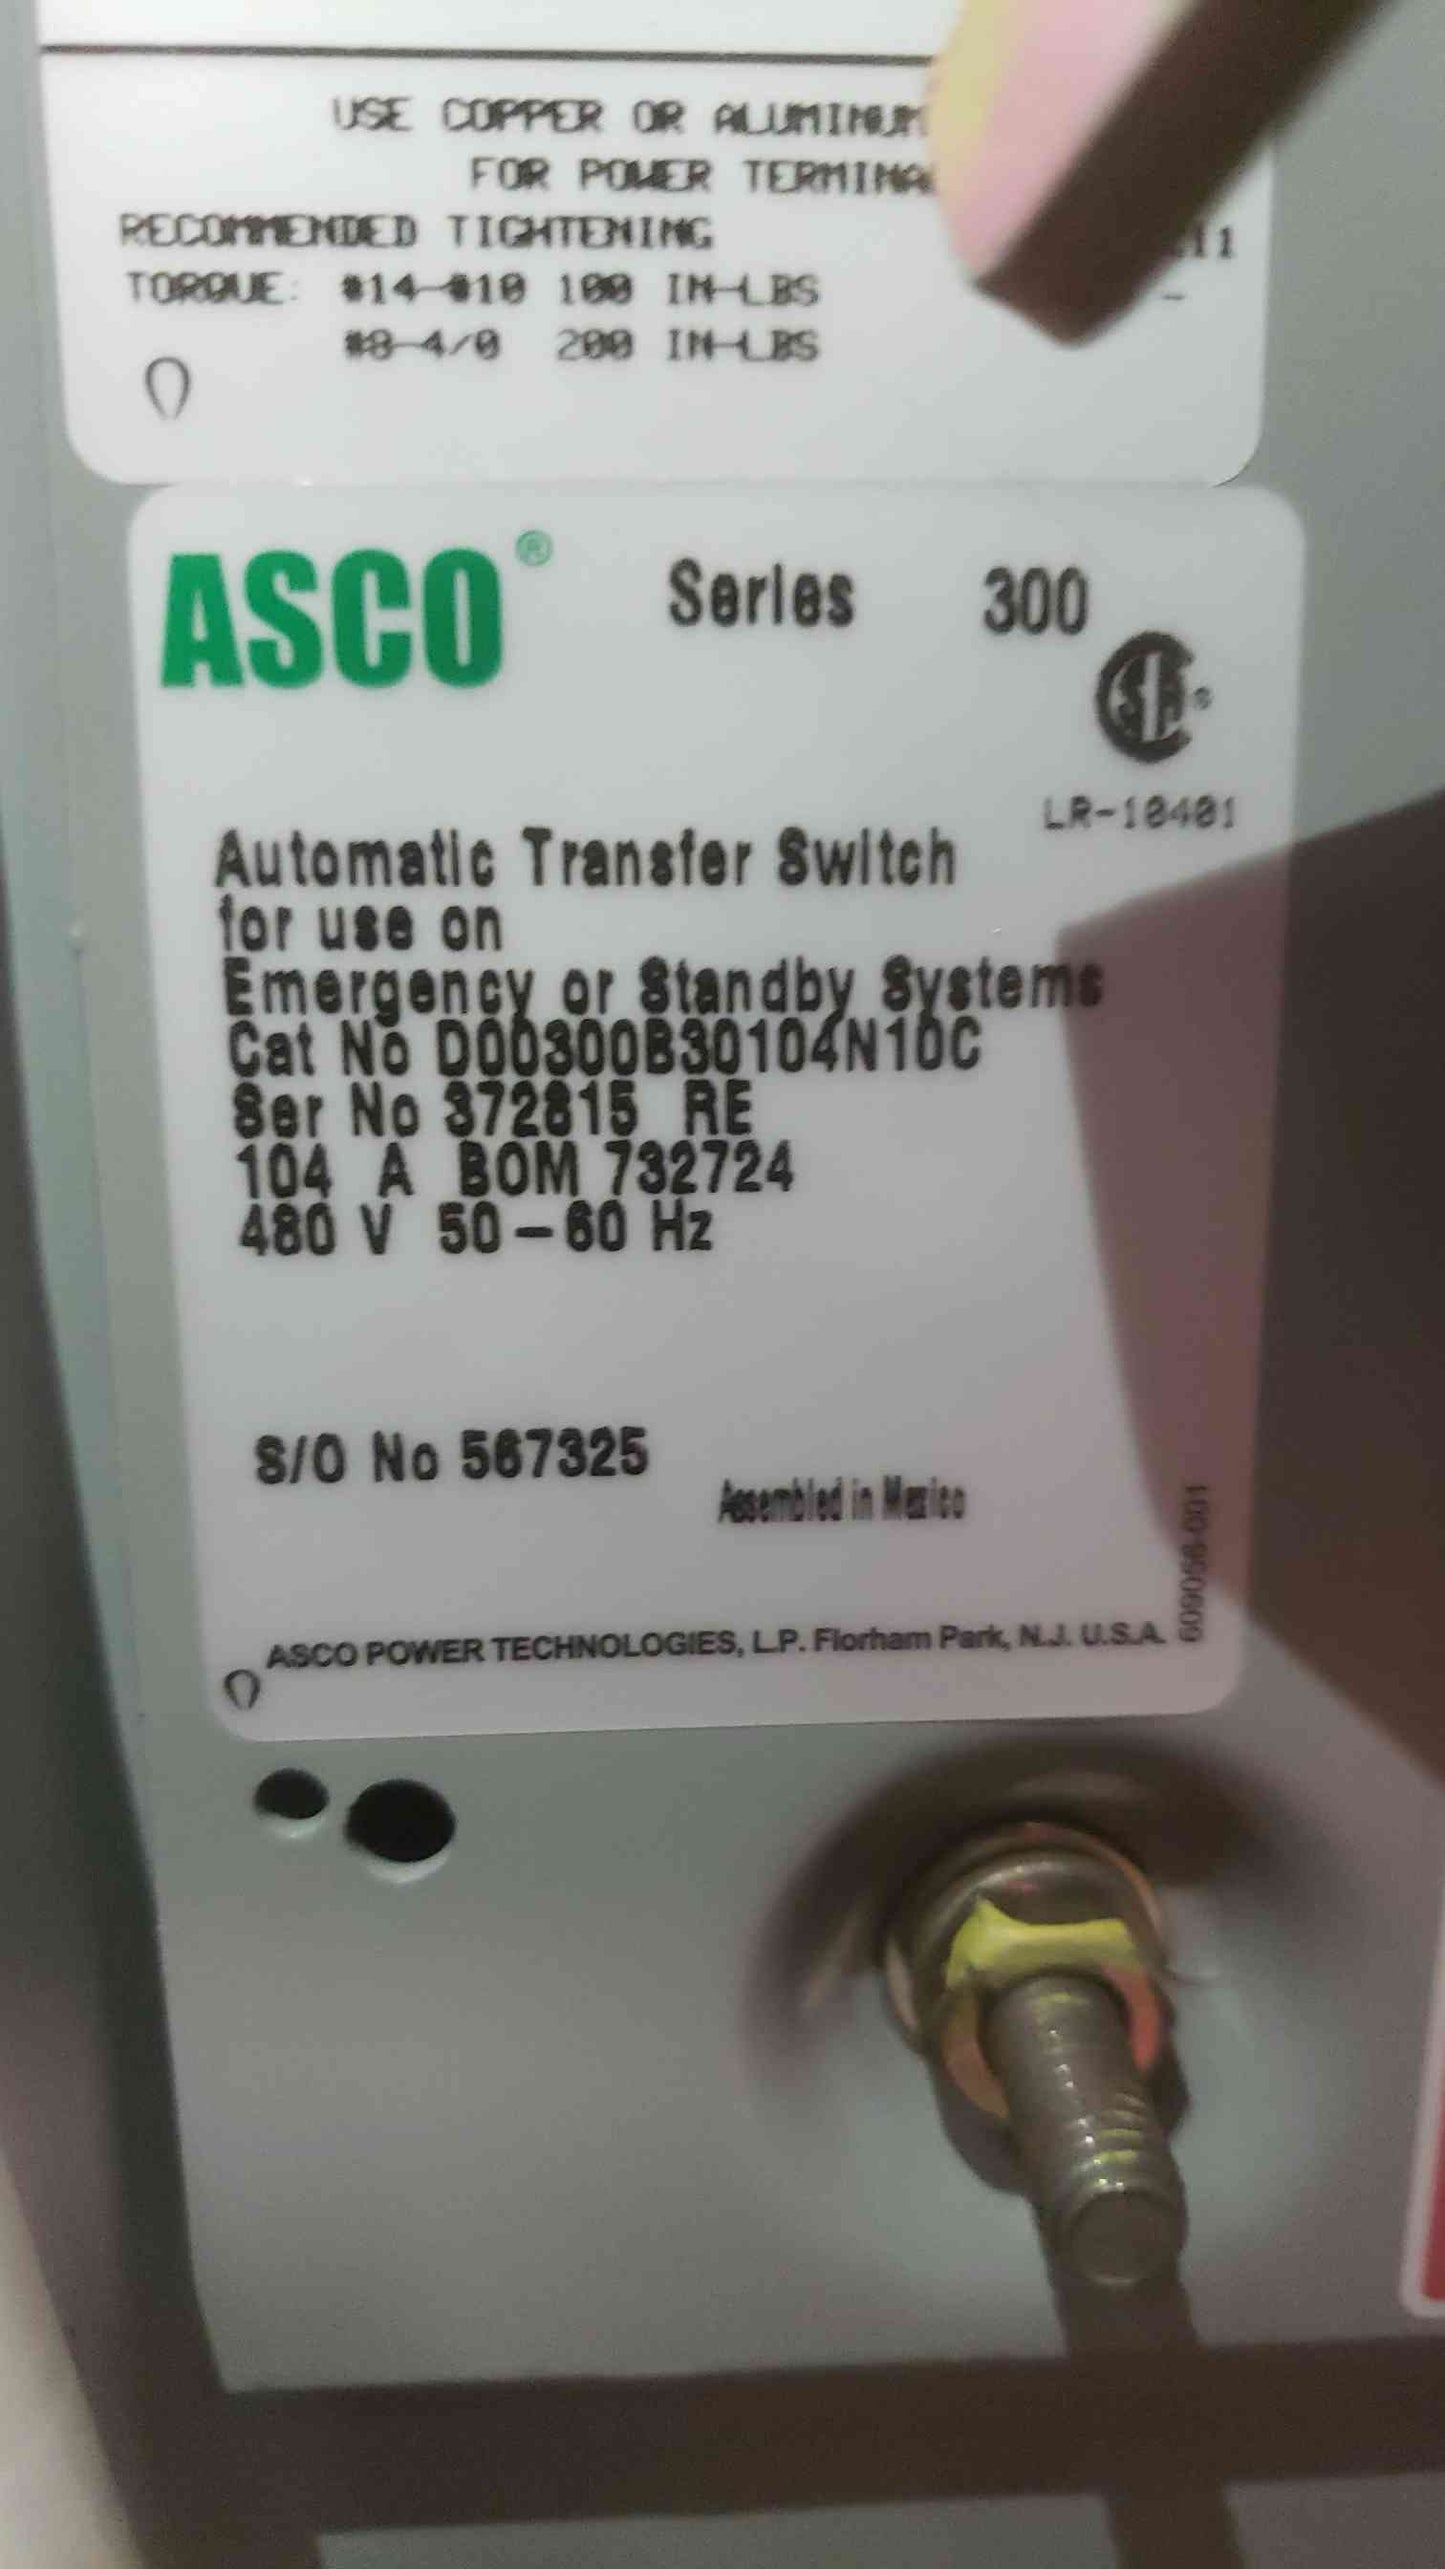 USE COPPER OR ALUMINUM
FOR POWER
RECOMMENDED TIGHTENING
TORQUE: #14-#10 100 IN-LBS
#8-4/0 200 IN-LBS
ASCO® Series 300
CSA®
LR-10401
Automatic Transfer Switch
for use on
Emergency or Standby Systems
Cat No D00300B30104N10C
Ser No 372815 RE
104 A BOM 732724
480 V 50-60 Hz
S/O No 567325
Assembled in Mexico
609056-001
ASCO POWER TECHNOLOGIES, L.P. Florham Park, N.J. U.S.A.